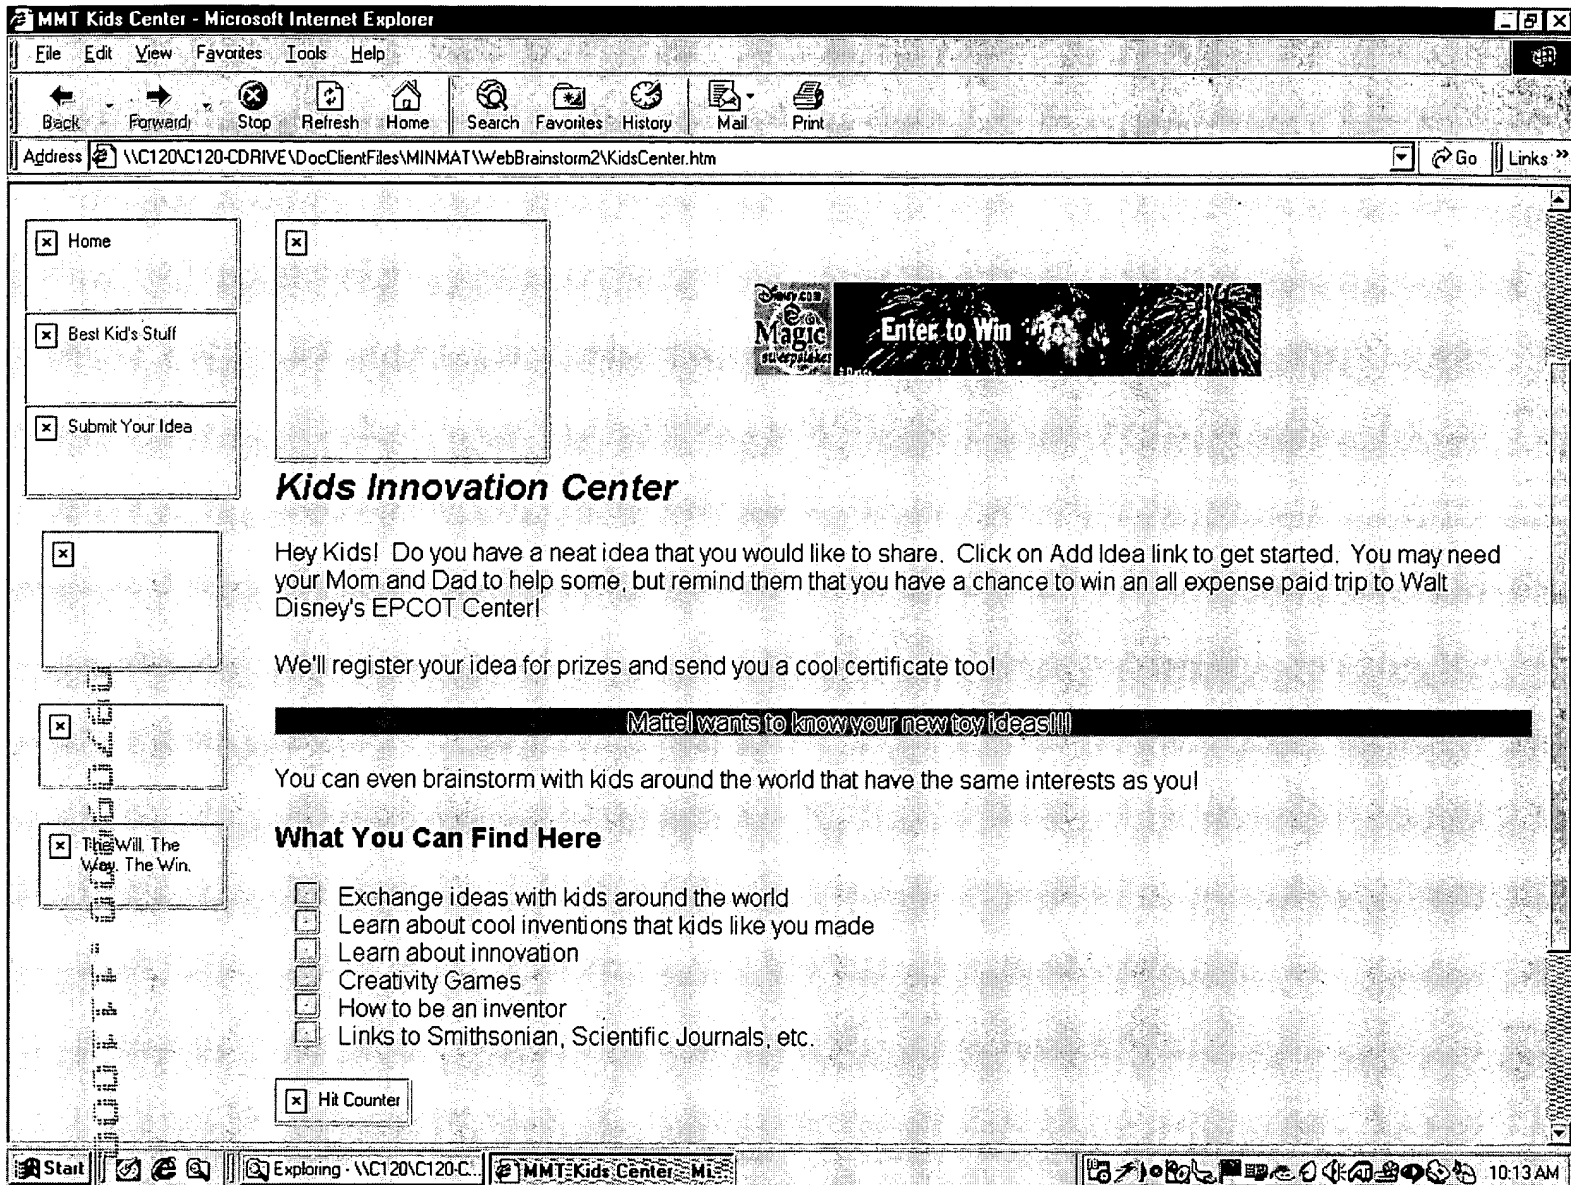 MMT Kids Center - Microsoft Internet Explorer
File Edit View Favorites Tools Help
Back Forward Stop Refresh Home Search Favorites History Mail Print
Address \\C120\C120-CDRIVE\DocClientFiles\MINMAT\WebBrainstorm2\KidsCenter.htm Go Links »
Home
Best Kid's Stuff
Submit Your Idea
Disney.com
Magic
sweepstakes
Enter to Win
© Disney
Kids Innovation Center
Hey Kids! Do you have a neat idea that you would like to share. Click on Add Idea link to get started. You may need
your Mom and Dad to help some, but remind them that you have a chance to win an all expense paid trip to Walt
Disney's EPCOT Center!
We'll register your idea for prizes and send you a cool certificate too!
Mattel wants to know your new toy ideas!!!
You can even brainstorm with kids around the world that have the same interests as you!
The Will. The
Way. The Win.
What You Can Find Here
Exchange ideas with kids around the world
Learn about cool inventions that kids like you made
Learn about innovation
Creativity Games
How to be an inventor
Links to Smithsonian, Scientific Journals, etc.
Hit Counter
Start Exploring - \\C120\C120-C... MMT Kids Center - Mi... 10:13 AM